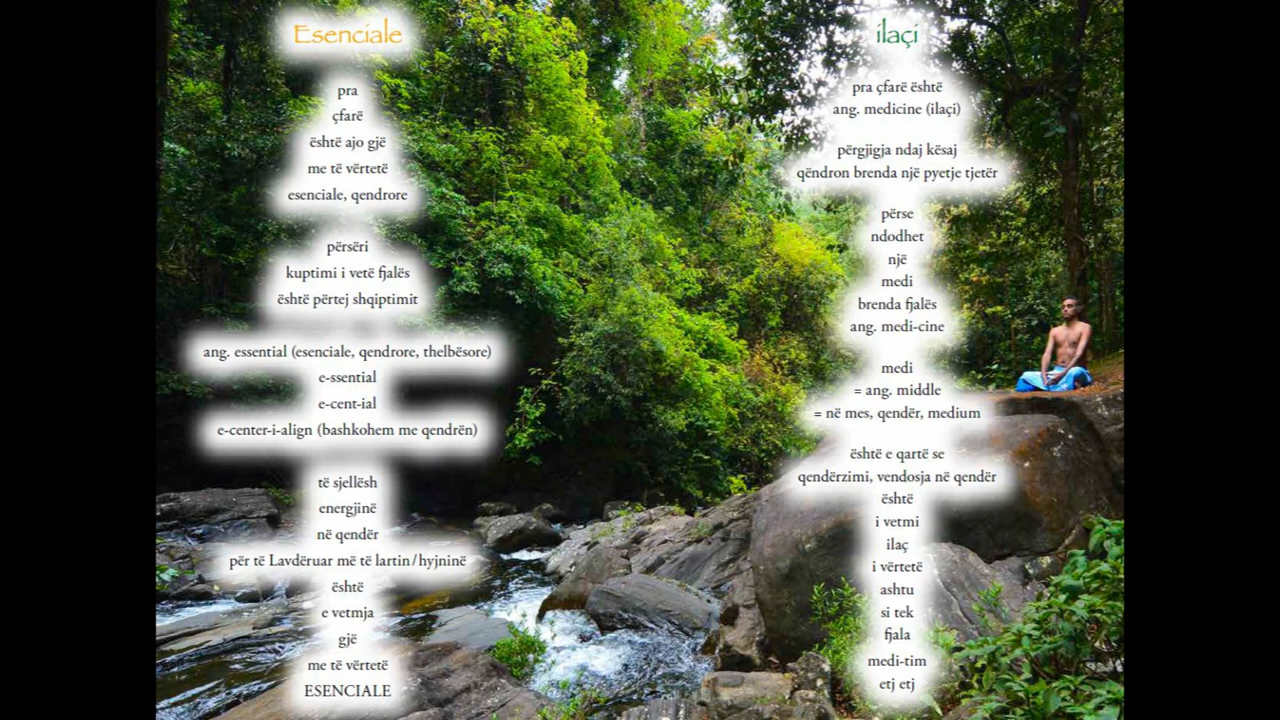 Esenciale
pra
çfarë
është ajo gjë
me të vërtetë
esenciale, qendrore
përsëri
kuptimi i vetë fjalës
është përtej shqiptimit
ang. essential (esenciale, qendrore, thelbësore)
e-ssential
e-cent-ial
e-center-i-align (bashkohem me qendrën)
të sjellësh
energjinë
në qendër
për të Lavdëruar më të lartin/hyjninë
është
e vetmja
gjë
me të vërtetë
ESENCIALE
ilaçi
pra çfarë është
ang. medicine (ilaçi)
përgjigja ndaj kësaj
qëndron brenda një pyetje tjetër
përse
ndodhet
një
medi
brenda fjalës
ang. medi-cine
medi
= ang. middle
= në mes, qendër, medium
është e qartë se
qendërzimi, vendosja në qendër
është
i vetmi
ilaç
i vërtetë
ashtu
si tek
fjala
medi-tim
etj etj